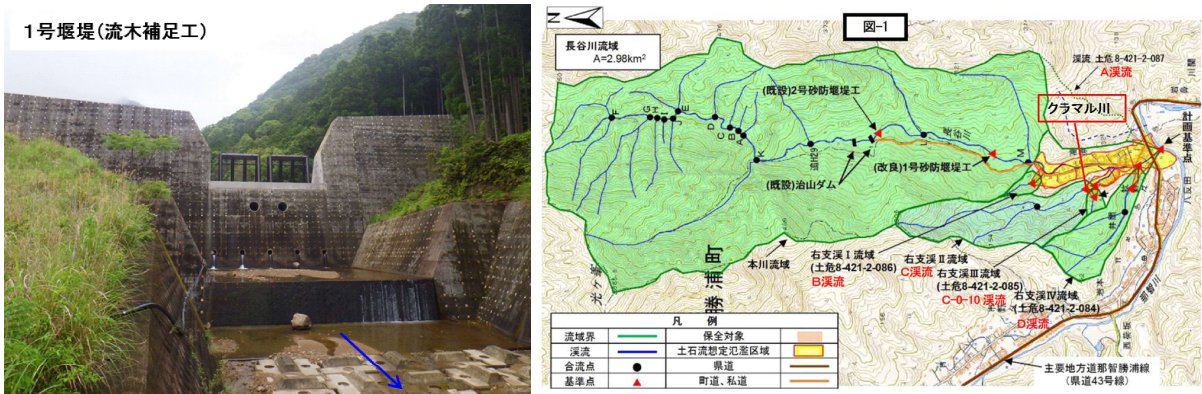 1号堰堤(流木補足工)
N
図-1
長谷川流域
A=2.98km²
渓流 土危 8-421-2-087
A渓流
クラマル川
(既設)2号砂防堰堤工
F
G
H
I
J
E
D
C
B
A
K
L
M
長谷川
(改良)1号砂防堰堤工
(既設)治山ダム
計画基準点
八反田
那智川
光ケ峯
勝浦町
本川流域
右支渓Ⅰ流域
(土危8-421-2-086)
B渓流
右支渓Ⅱ流域
C渓流
右支渓Ⅲ流域
(土危8-421-2-085)
C-0-10 渓流
右支渓Ⅳ流域
(土危8-421-2-084)
D渓流
主要地方道那智勝浦線
(県道43号線)
凡 例
流域界 保全対象
渓流 土石流想定氾濫区域
合流点 県道
基準点 町道、私道